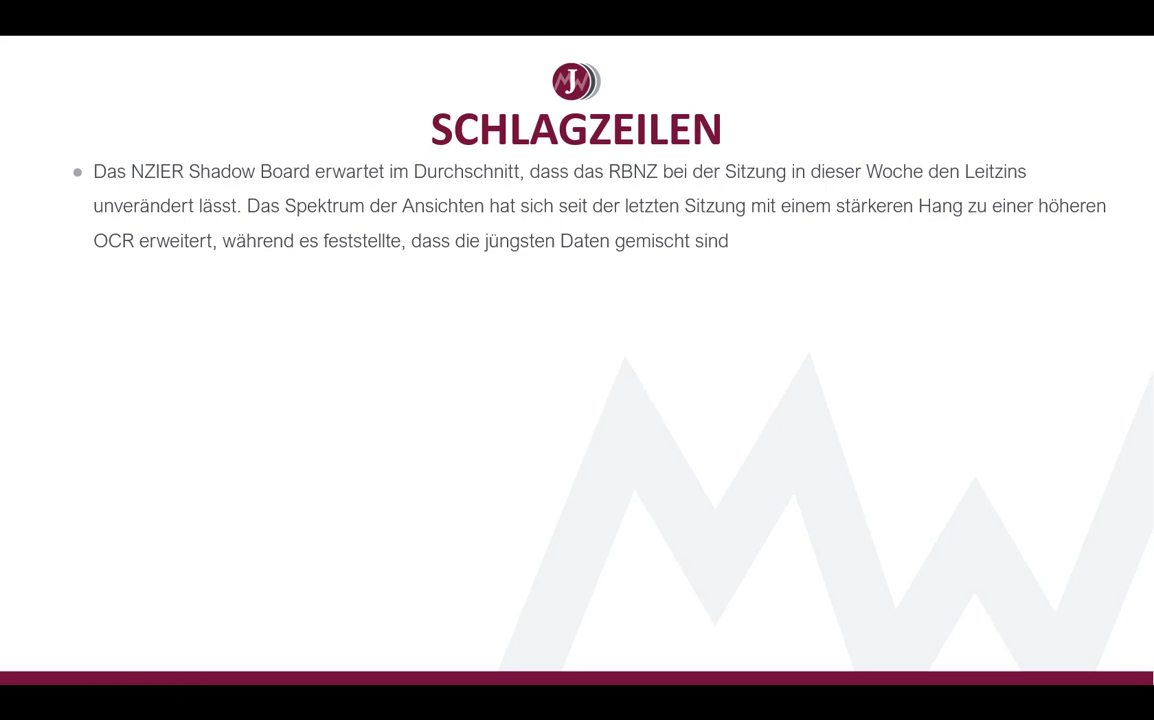 J
SCHLAGZEILEN
Das NZIER Shadow Board erwartet im Durchschnitt, dass das RBNZ bei der Sitzung in dieser Woche den Leitzins
unverändert lässt. Das Spektrum der Ansichten hat sich seit der letzten Sitzung mit einem stärkeren Hang zu einer höheren
OCR erweitert, während es feststellte, dass die jüngsten Daten gemischt sind